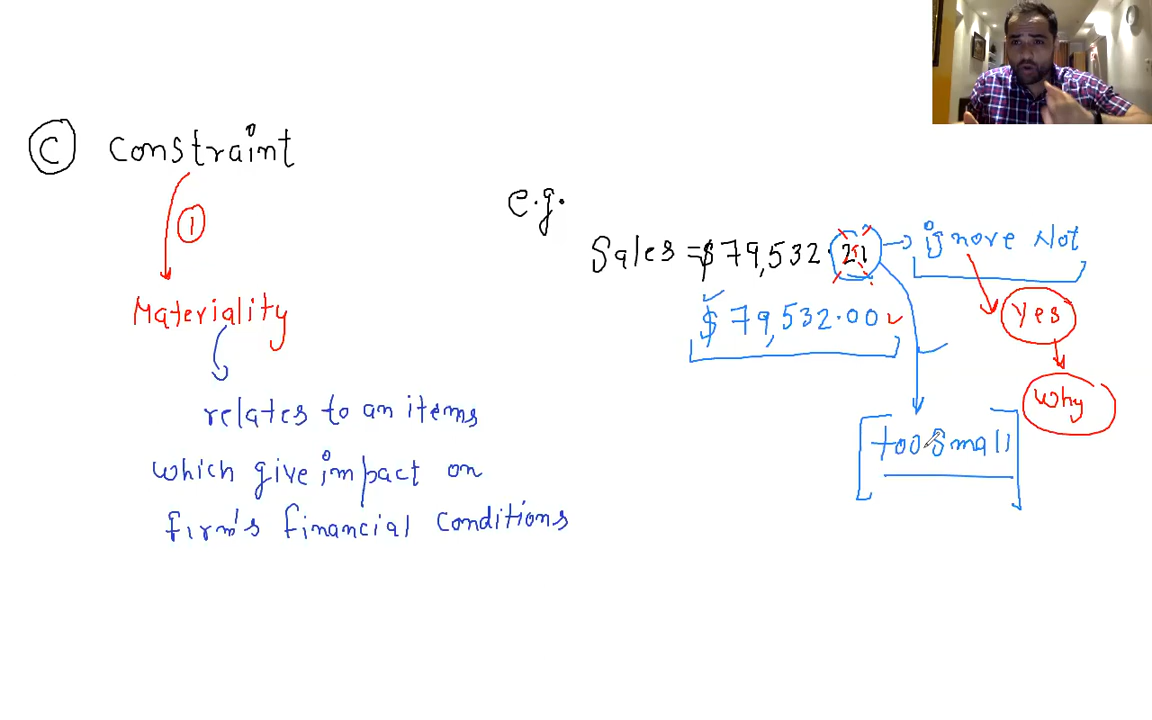 C constraint
1
Materiality
relates to an items
which give impact on
firm's financial conditions
e.g.
Sales = $79,532.21
ignore Not
$79,532.00
Yes
Why
too small